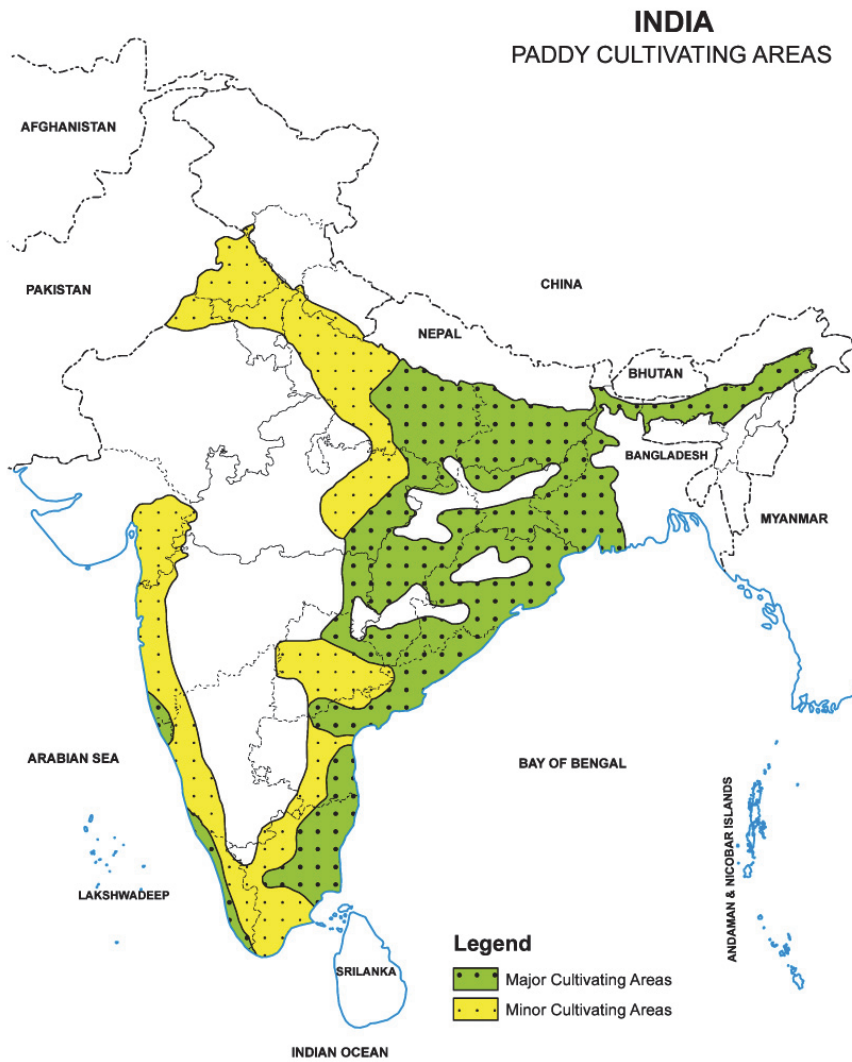 INDIA
PADDY CULTIVATING AREAS
AFGHANISTAN
PAKISTAN
CHINA
NEPAL
BHUTAN
BANGLADESH
MYANMAR
ARABIAN SEA
BAY OF BENGAL
ANDAMAN & NICOBAR ISLANDS
LAKSHWADEEP
SRILANKA
Legend
Major Cultivating Areas
Minor Cultivating Areas
INDIAN OCEAN